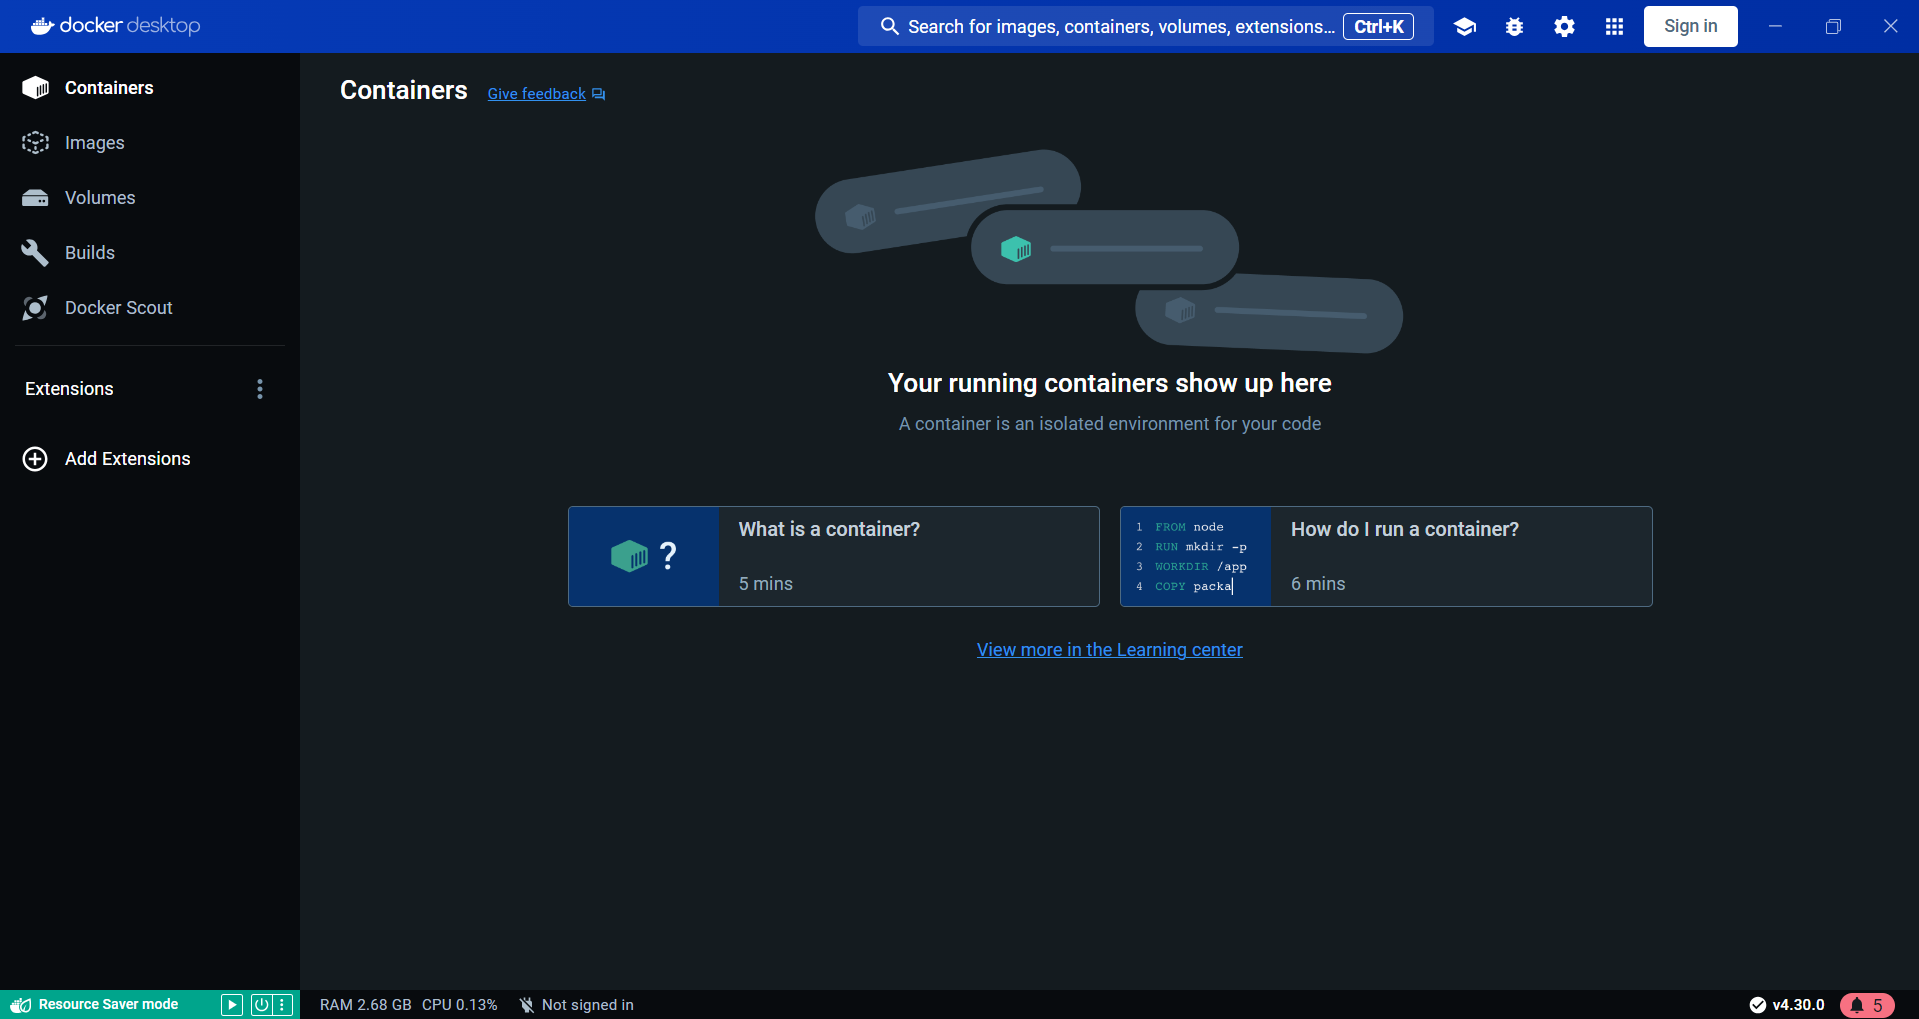 docker desktop
Search for images, containers, volumes, extensions... Ctrl+K
Sign in
Containers
Images
Volumes
Builds
Docker Scout
Extensions
Add Extensions
Containers Give feedback
Your running containers show up here
A container is an isolated environment for your code
?
What is a container?
5 mins
1 FROM node
2 RUN mkdir -p
3 WORKDIR /app
4 COPY packa
How do I run a container?
6 mins
View more in the Learning center
Resource Saver mode
RAM 2.68 GB CPU 0.13% Not signed in
v4.30.0 5